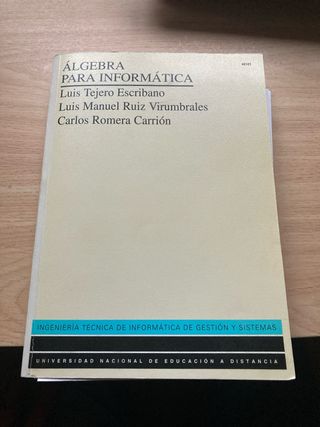 ÁLGEBRA
PARA INFORMÁTICA
Luis Tejero Escribano
Luis Manuel Ruiz Virumbrales
Carlos Romera Carrión
INGENIERÍA TÉCNICA DE INFORMÁTICA DE GESTIÓN Y SISTEMAS
UNIVERSIDAD NACIONAL DE EDUCACIÓN A DISTANCIA